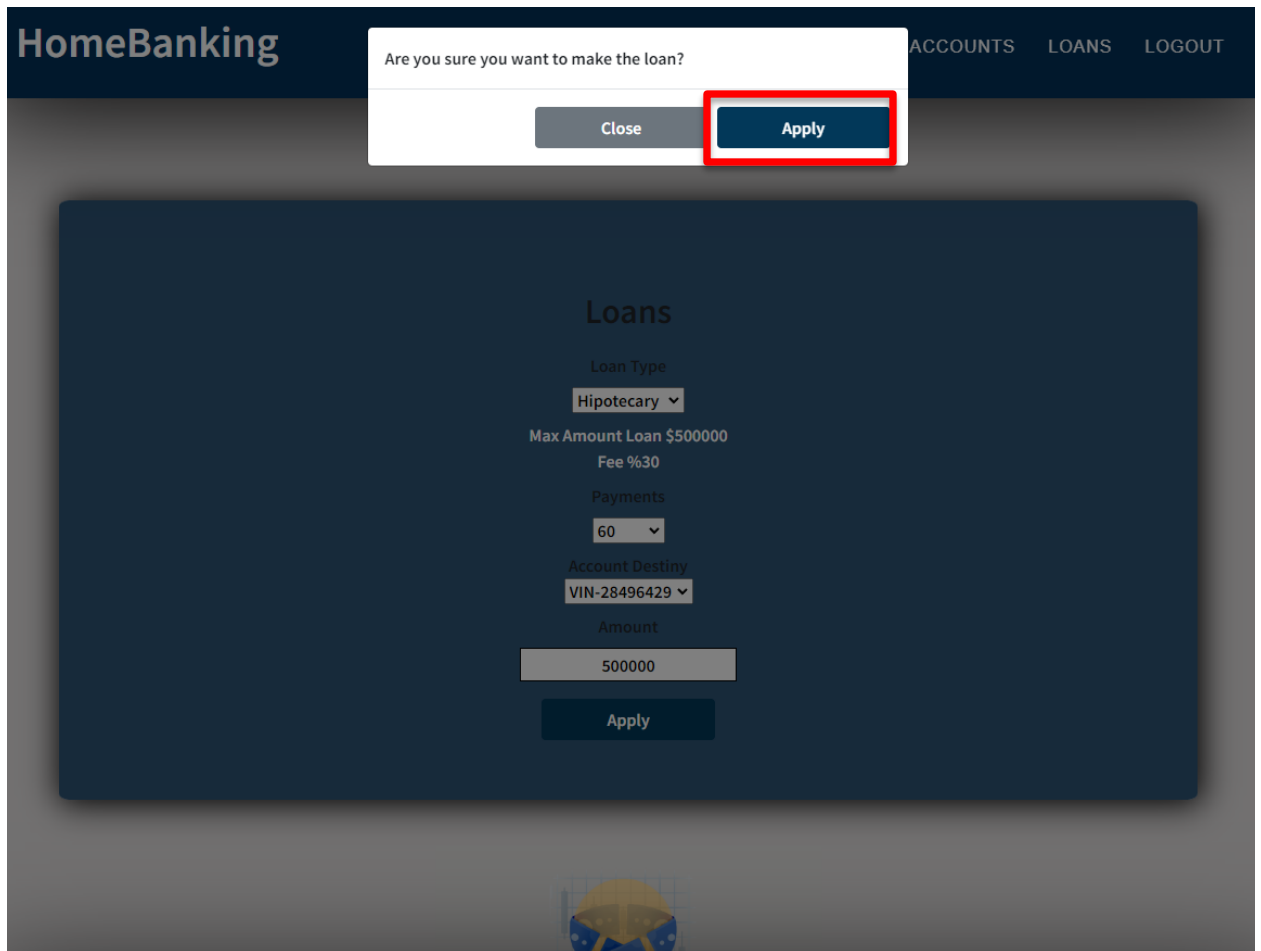 HomeBanking
ACCOUNTS LOANS LOGOUT
Are you sure you want to make the loan?
Close Apply
Loans
Loan Type
Hipotecary
Max Amount Loan $500000
Fee %30
Payments
60
Account Destiny
VIN-28496429
Amount
500000
Apply